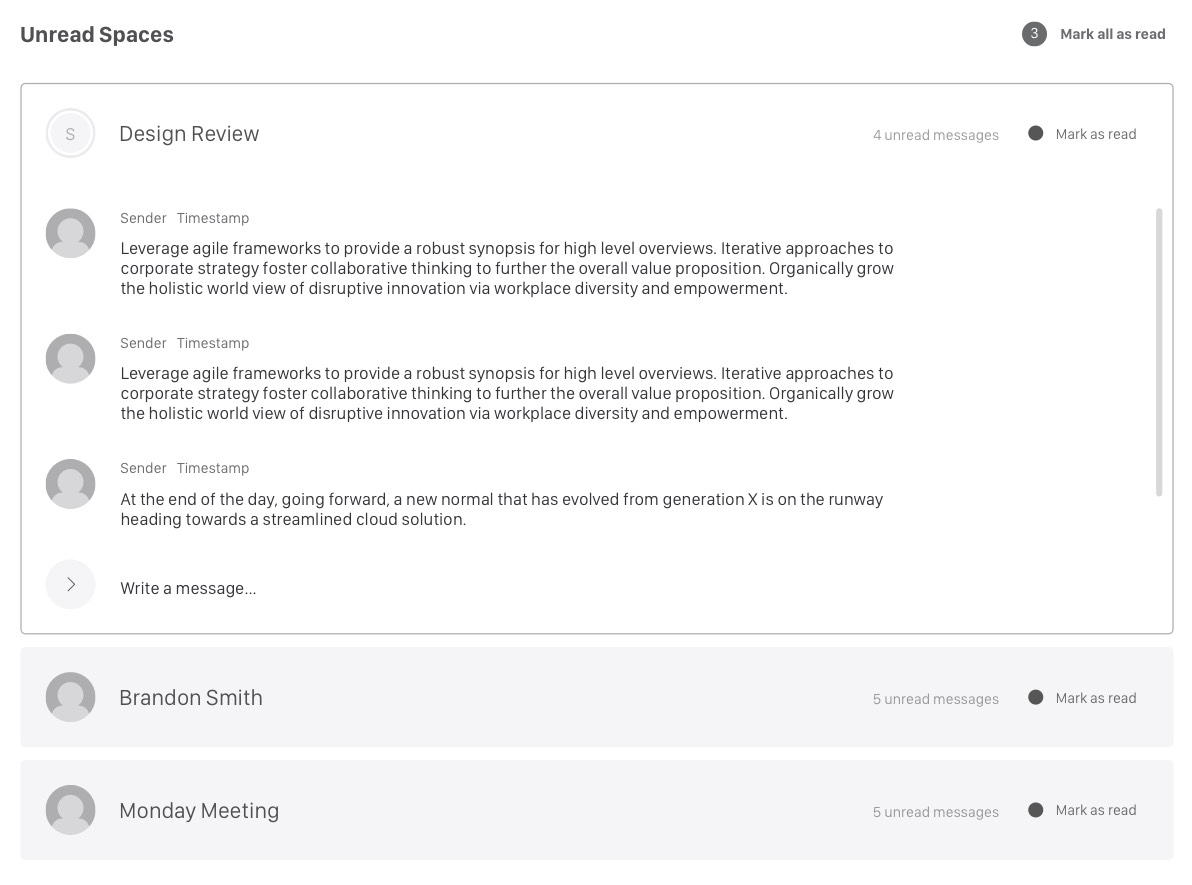 Unread Spaces
3 Mark all as read
S Design Review 4 unread messages Mark as read
Sender Timestamp
Leverage agile frameworks to provide a robust synopsis for high level overviews. Iterative approaches to
corporate strategy foster collaborative thinking to further the overall value proposition. Organically grow
the holistic world view of disruptive innovation via workplace diversity and empowerment.
Sender Timestamp
Leverage agile frameworks to provide a robust synopsis for high level overviews. Iterative approaches to
corporate strategy foster collaborative thinking to further the overall value proposition. Organically grow
the holistic world view of disruptive innovation via workplace diversity and empowerment.
Sender Timestamp
At the end of the day, going forward, a new normal that has evolved from generation X is on the runway
heading towards a streamlined cloud solution.
Write a message...
Brandon Smith 5 unread messages Mark as read
Monday Meeting 5 unread messages Mark as read